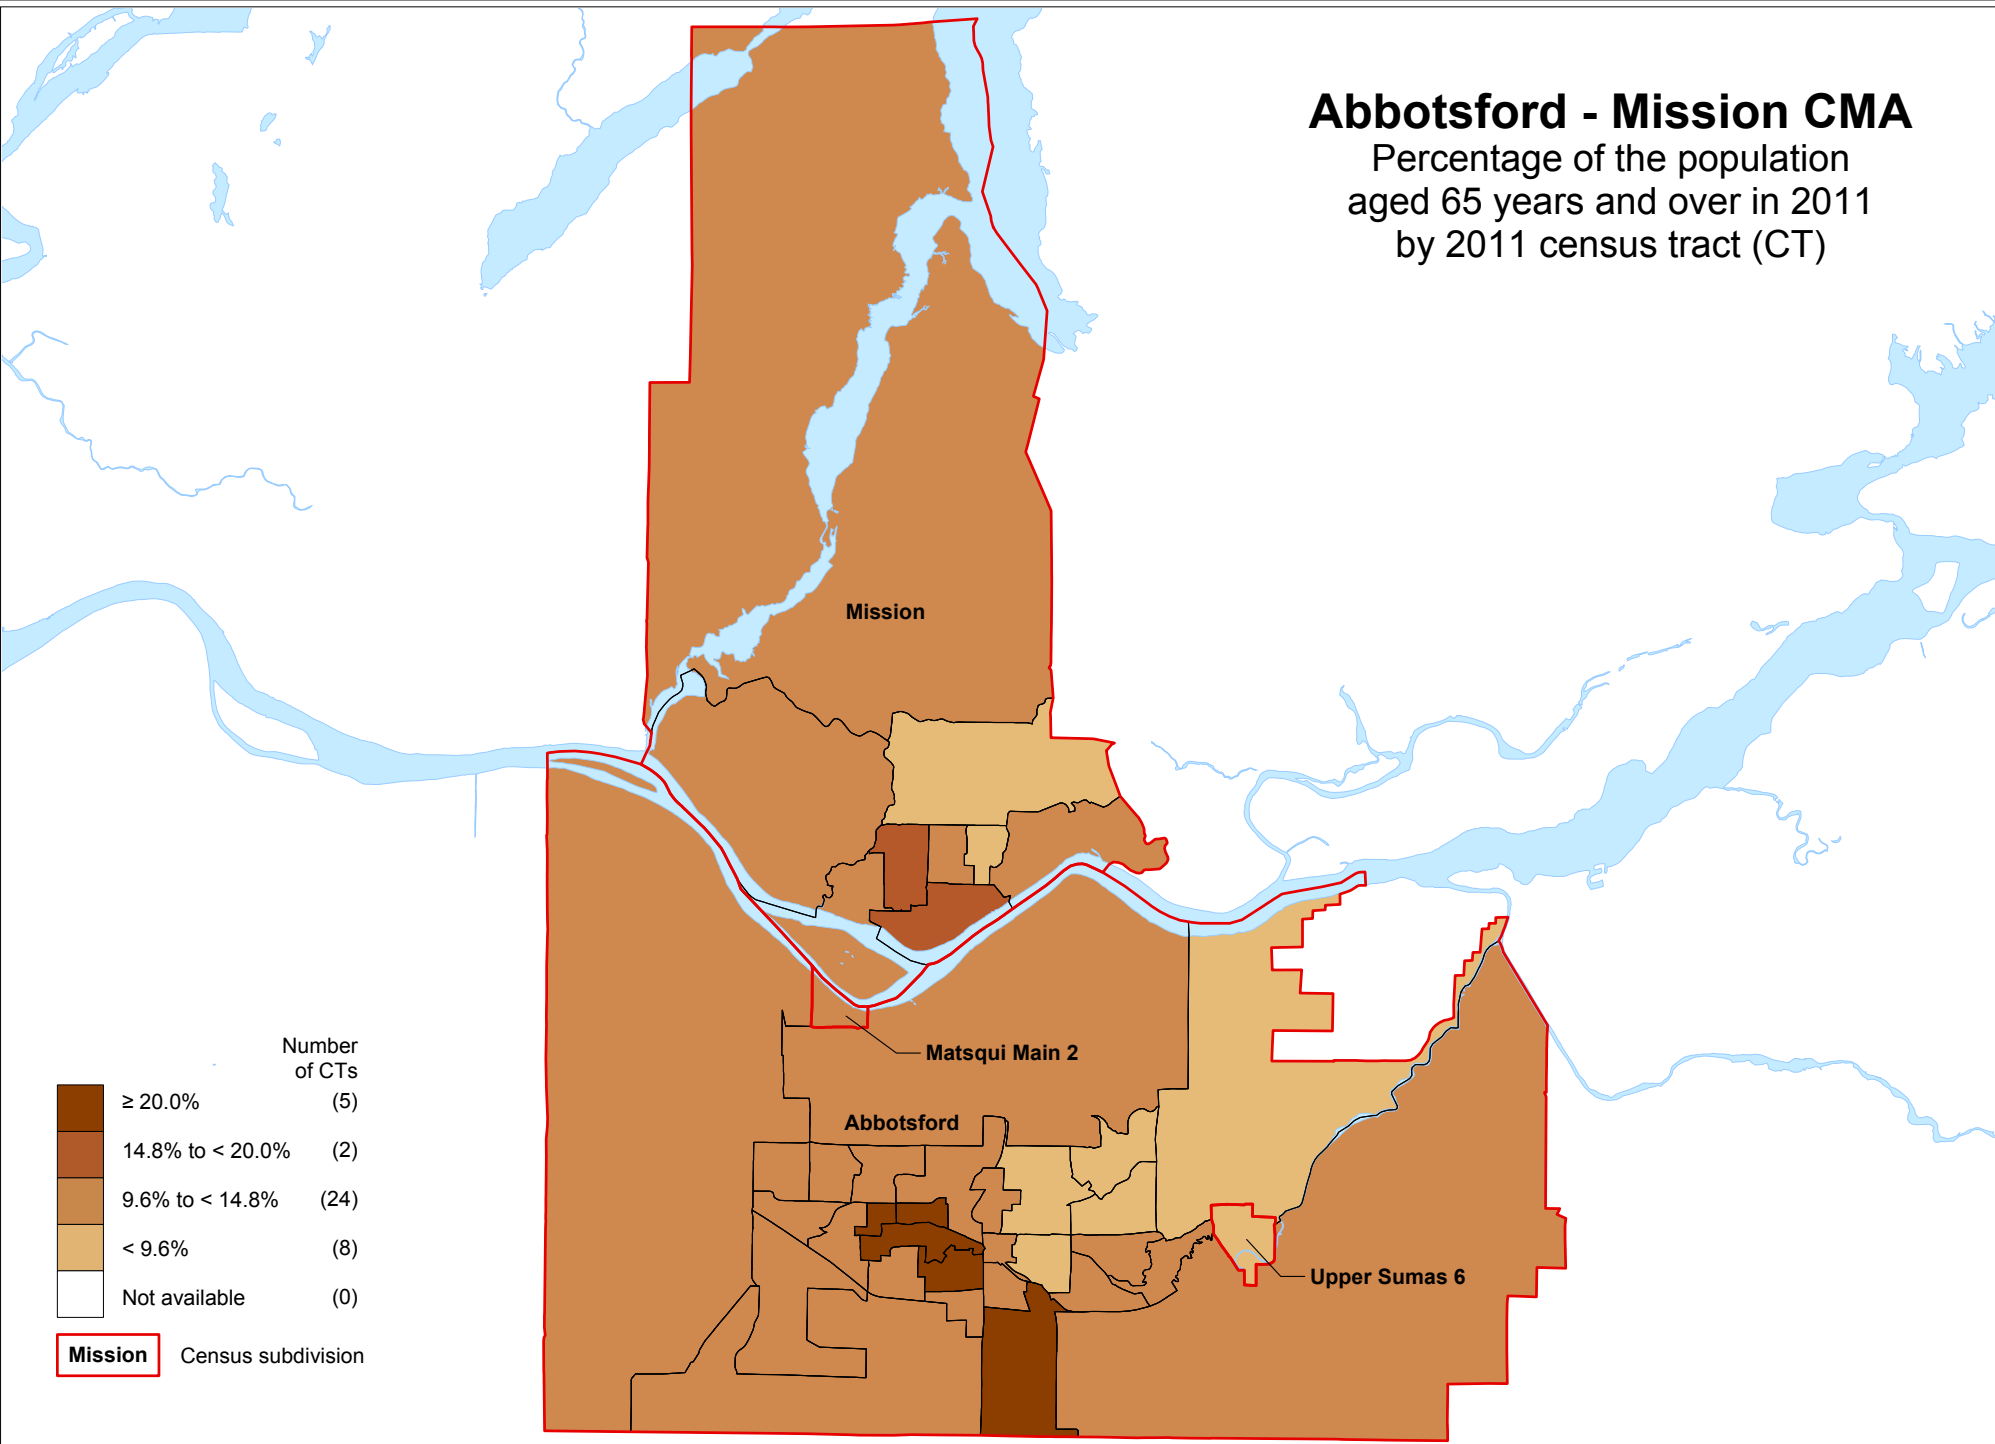 Abbotsford - Mission CMA
Percentage of the population
aged 65 years and over in 2011
by 2011 census tract (CT)
Mission
Matsqui Main 2
Abbotsford
Upper Sumas 6
Number
of CTs
≥ 20.0% (5)
14.8% to < 20.0% (2)
9.6% to < 14.8% (24)
< 9.6% (8)
Not available (0)
Mission Census subdivision